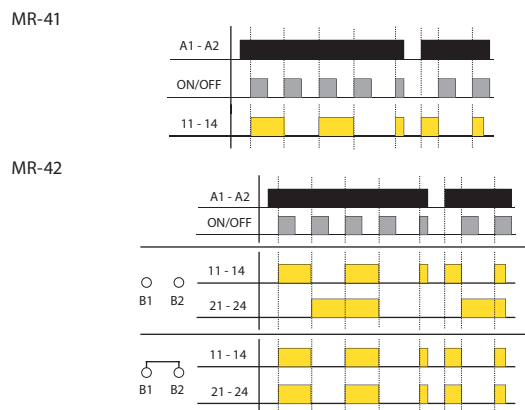 MR-41
A1 - A2
ON/OFF
11 - 14
MR-42
A1 - A2
ON/OFF
11 - 14
B1 B2
21 - 24
11 - 14
B1 B2
21 - 24